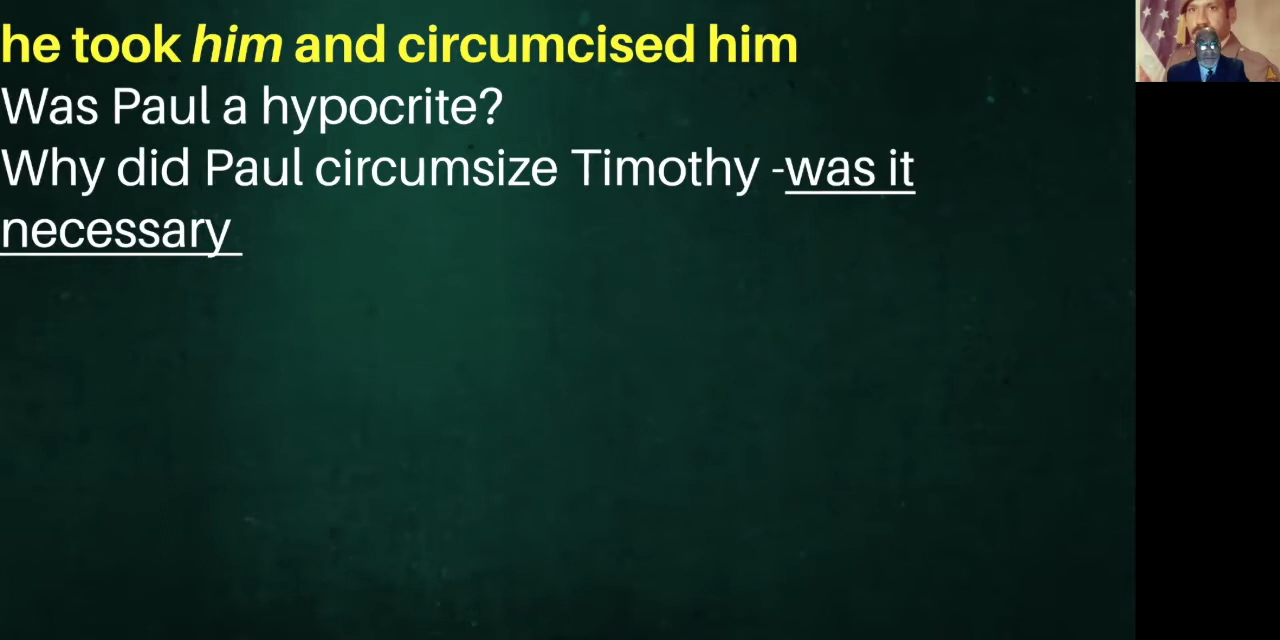 he took him and circumcised him
Was Paul a hypocrite?
Why did Paul circumsize Timothy -was it
necessary